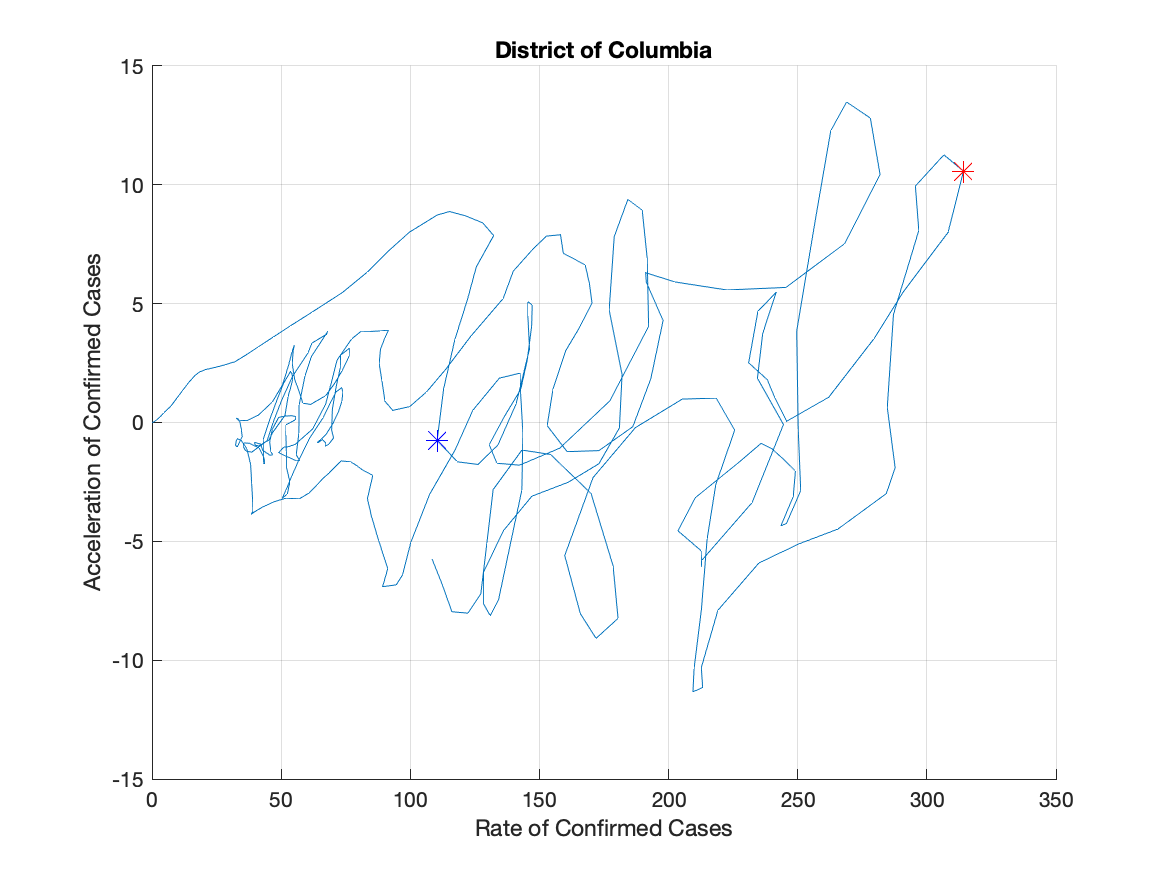 District of Columbia
15
10
5
0
-5
-10
-15
Acceleration of Confirmed Cases
0 50 100 150 200 250 300 350
Rate of Confirmed Cases